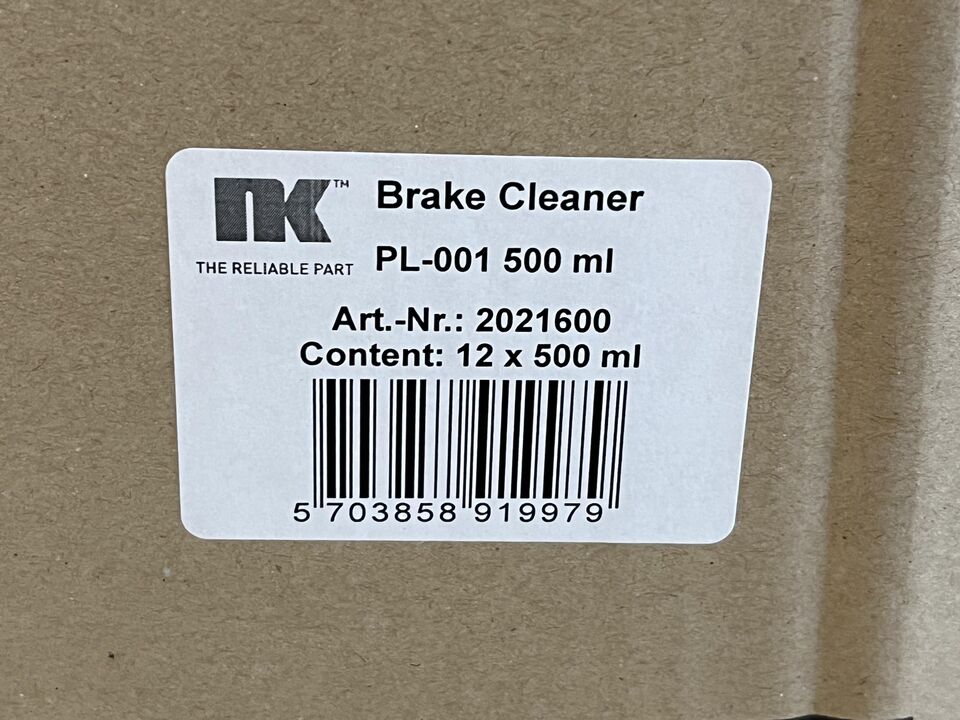 NK™
THE RELIABLE PART
Brake Cleaner
PL-001 500 ml
Art.-Nr.: 2021600
Content: 12 x 500 ml
5 703858 919979